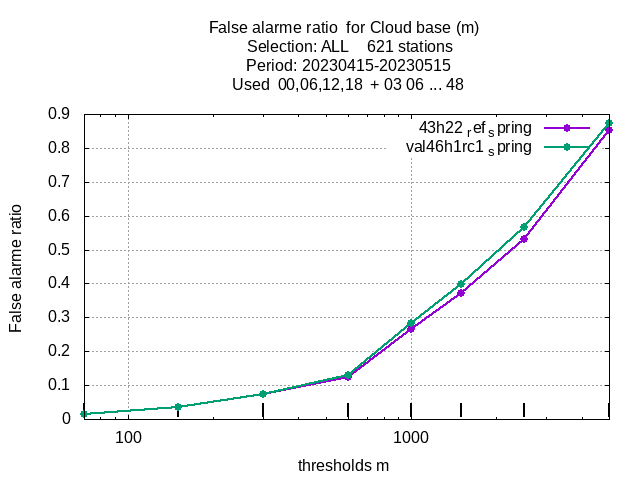 False alarme ratio for Cloud base (m)
Selection: ALL 621 stations
Period: 20230415-20230515
Used 00,06,12,18 + 03 06 ... 48
43h22 ref spring
val46h1rc1 spring
0.9
0.8
0.7
0.6
0.5
0.4
0.3
0.2
0.1
0
False alarme ratio
100
1000
thresholds m